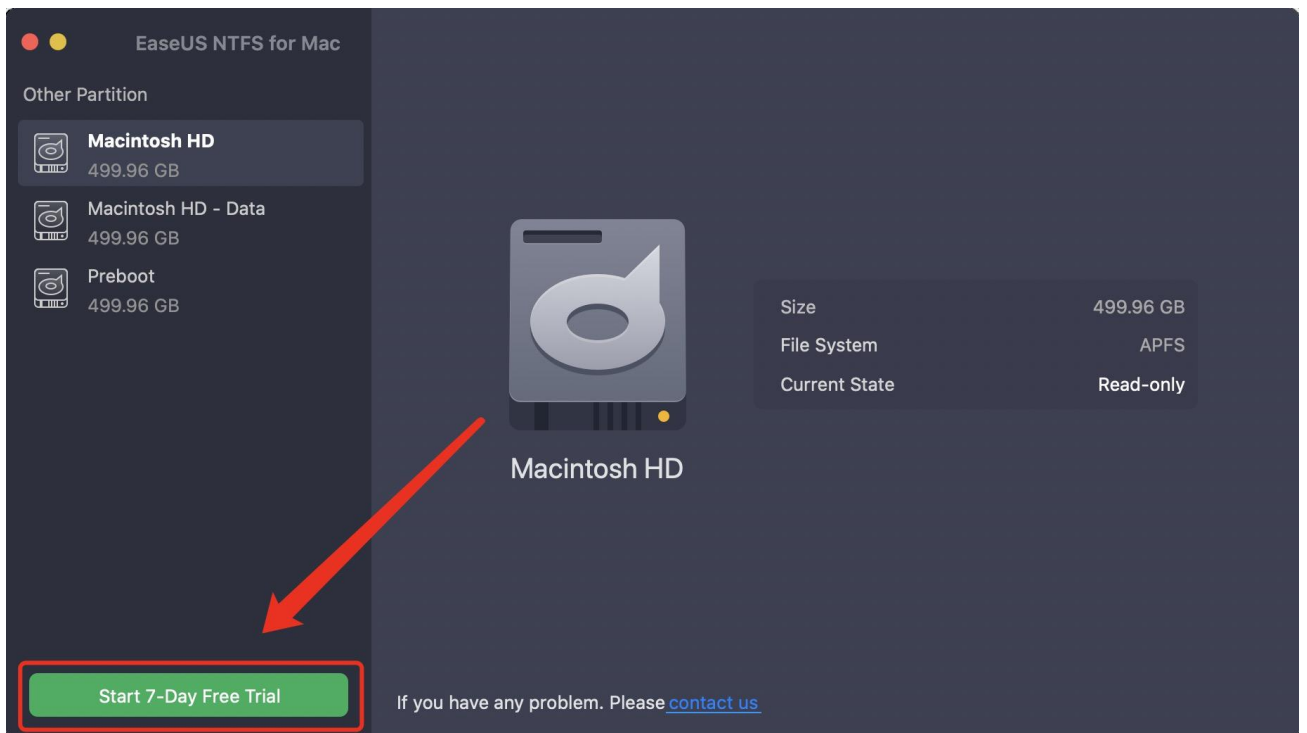 EaseUS NTFS for Mac
Other Partition
Macintosh HD
499.96 GB
Macintosh HD - Data
499.96 GB
Preboot
499.96 GB
Start 7-Day Free Trial
Macintosh HD
Size 499.96 GB
File System APFS
Current State Read-only
If you have any problem. Please contact us